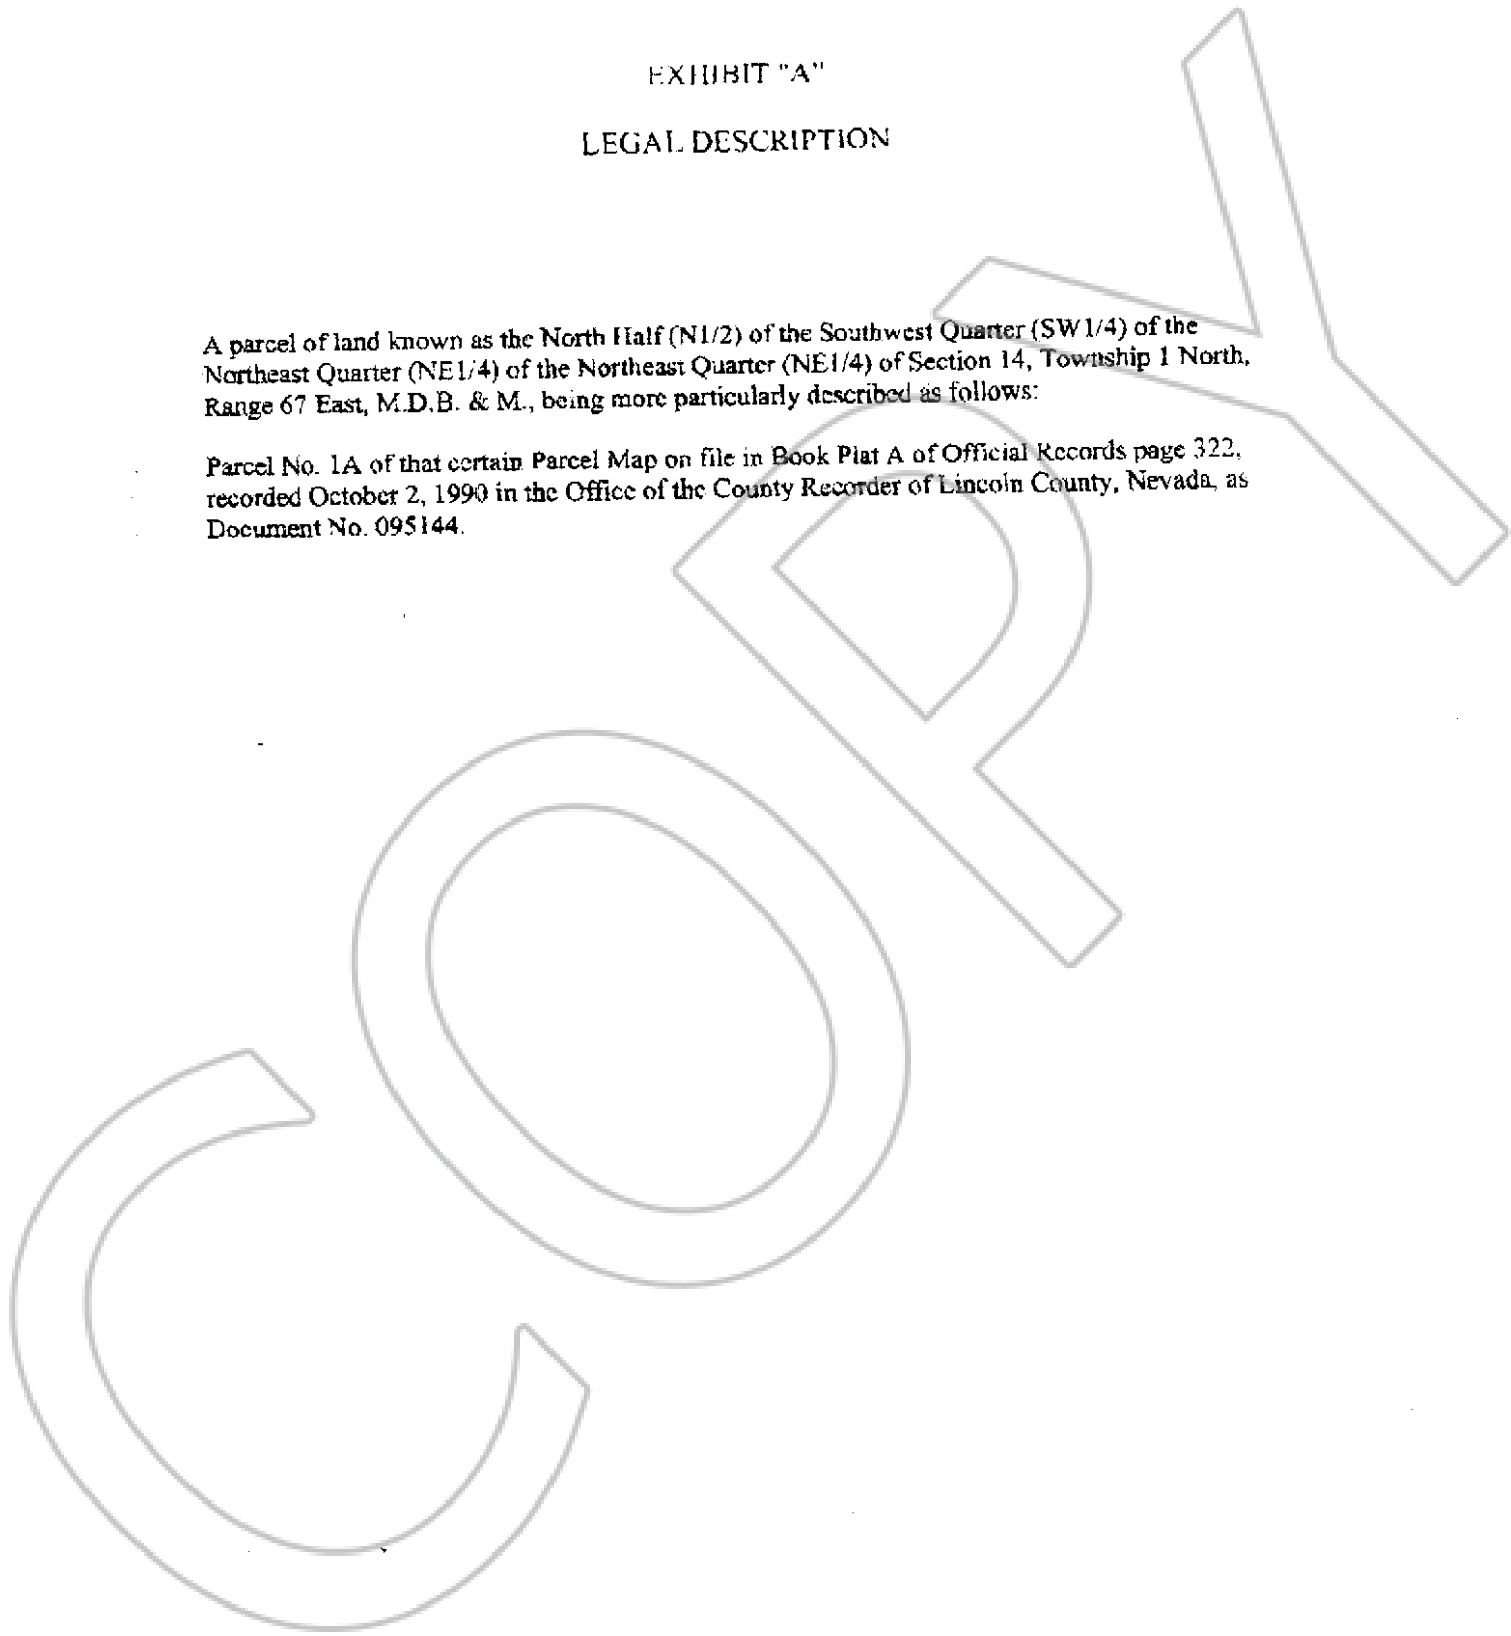 EXHIBIT "A"
LEGAL DESCRIPTION
A parcel of land known as the North Half (N1/2) of the Southwest Quarter (SW1/4) of the
Northeast Quarter (NE1/4) of the Northeast Quarter (NE1/4) of Section 14, Township 1 North,
Range 67 East, M.D.B. & M., being more particularly described as follows:
Parcel No. 1A of that certain Parcel Map on file in Book Plat A of Official Records page 322,
recorded October 2, 1990 in the Office of the County Recorder of Lincoln County, Nevada, as
Document No. 095144.
COPY